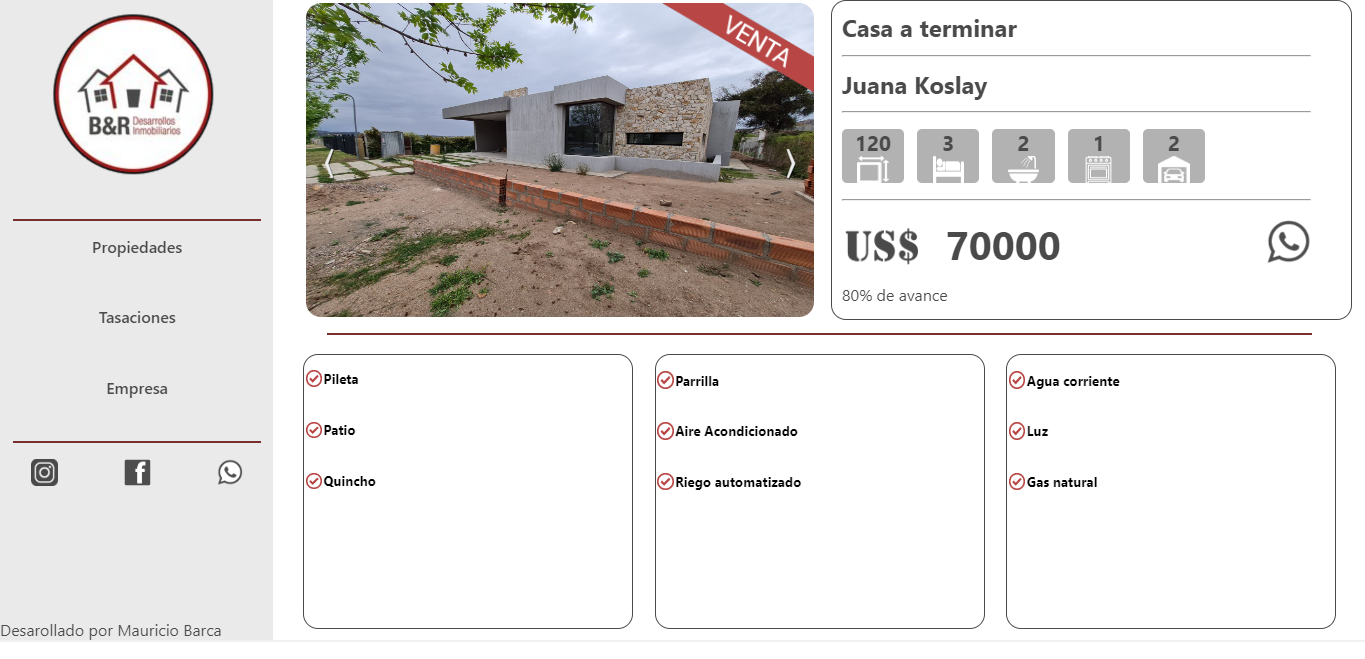 B&R Desarrollos
Inmobiliarios
Propiedades
Tasaciones
Empresa
Desarollado por Mauricio Barca
VENTA
Casa a terminar
Juana Koslay
120 3 2 1 2
US$ 70000
80% de avance
Pileta
Patio
Quincho
Parrilla
Aire Acondicionado
Riego automatizado
Agua corriente
Luz
Gas natural